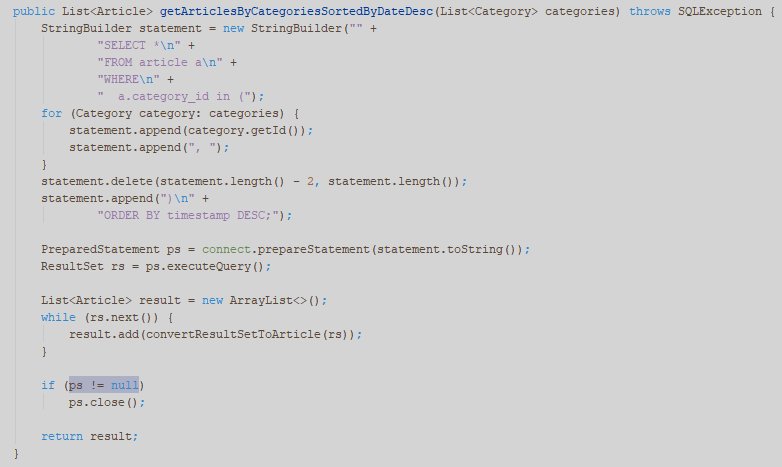 public List<Article> getArticlesByCategoriesSortedByDateDesc(List<Category> categories) throws SQLException {
    StringBuilder statement = new StringBuilder("" +
            "SELECT *\n" +
            "FROM article a\n" +
            "WHERE\n" +
            "  a.category_id in (");
    for (Category category: categories) {
        statement.append(category.getId());
        statement.append(", ");
    }
    statement.delete(statement.length() - 2, statement.length());
    statement.append(")\n" +
            "ORDER BY timestamp DESC;");

    PreparedStatement ps = connect.prepareStatement(statement.toString());
    ResultSet rs = ps.executeQuery();

    List<Article> result = new ArrayList<>();
    while (rs.next()) {
        result.add(convertResultSetToArticle(rs));
    }

    if (ps != null)
        ps.close();

    return result;
}